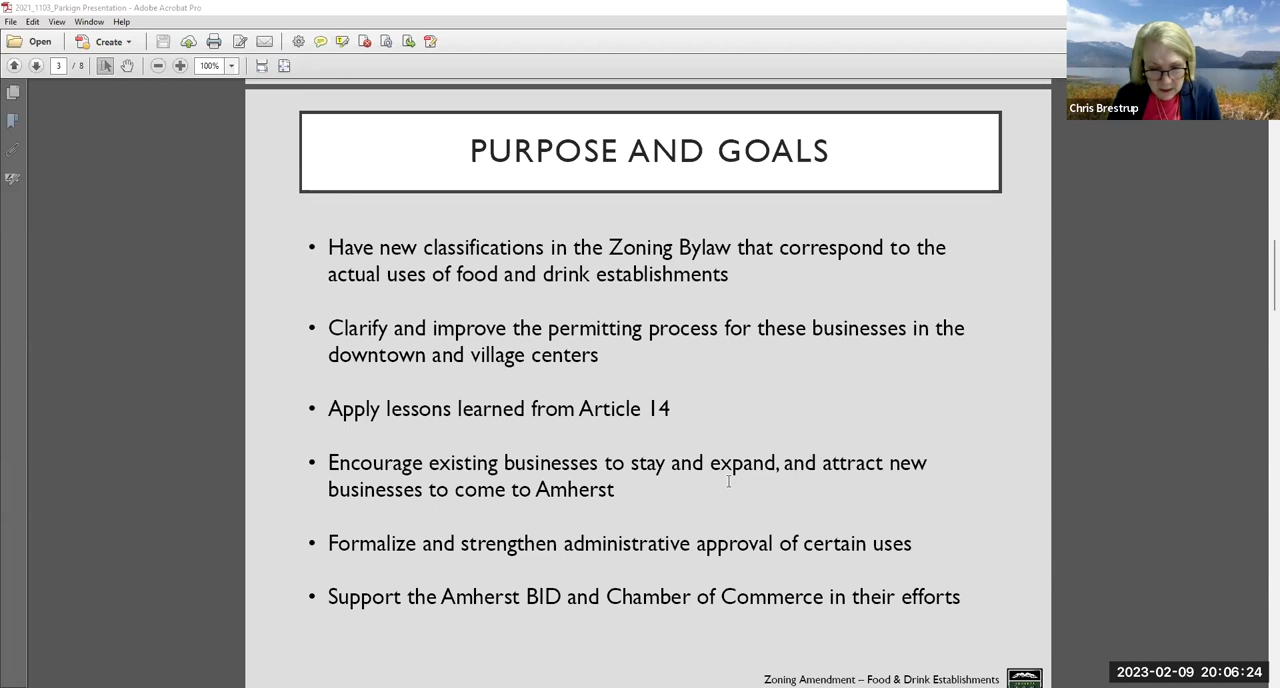 2021_1103_Parkign Presentation - Adobe Acrobat Pro
File Edit View Window Help
Open Create
3 / 8 100%
Chris Brestrup
PURPOSE AND GOALS
• Have new classifications in the Zoning Bylaw that correspond to the
actual uses of food and drink establishments
• Clarify and improve the permitting process for these businesses in the
downtown and village centers
• Apply lessons learned from Article 14
• Encourage existing businesses to stay and expand, and attract new
businesses to come to Amherst
• Formalize and strengthen administrative approval of certain uses
• Support the Amherst BID and Chamber of Commerce in their efforts
Zoning Amendment – Food & Drink Establishments
2023-02-09 20:06:24